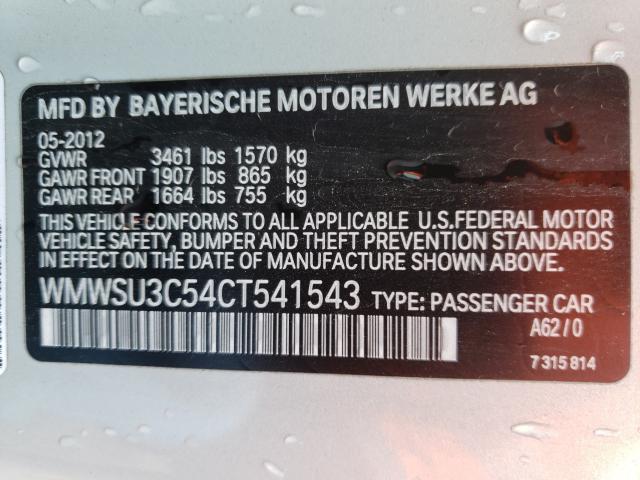 MFD BY BAYERISCHE MOTOREN WERKE AG
05-2012
GVWR 3461 lbs 1570 kg
GAWR FRONT 1907 lbs 865 kg
GAWR REAR 1664 lbs 755 kg
THIS VEHICLE CONFORMS TO ALL APPLICABLE U.S.FEDERAL MOTOR
VEHICLE SAFETY, BUMPER AND THEFT PREVENTION STANDARDS
IN EFFECT ON THE DATE OF MANUFACTURE SHOWN ABOVE.
WMWSU3C54CT541543 TYPE: PASSENGER CAR
A62/0
7 315 814